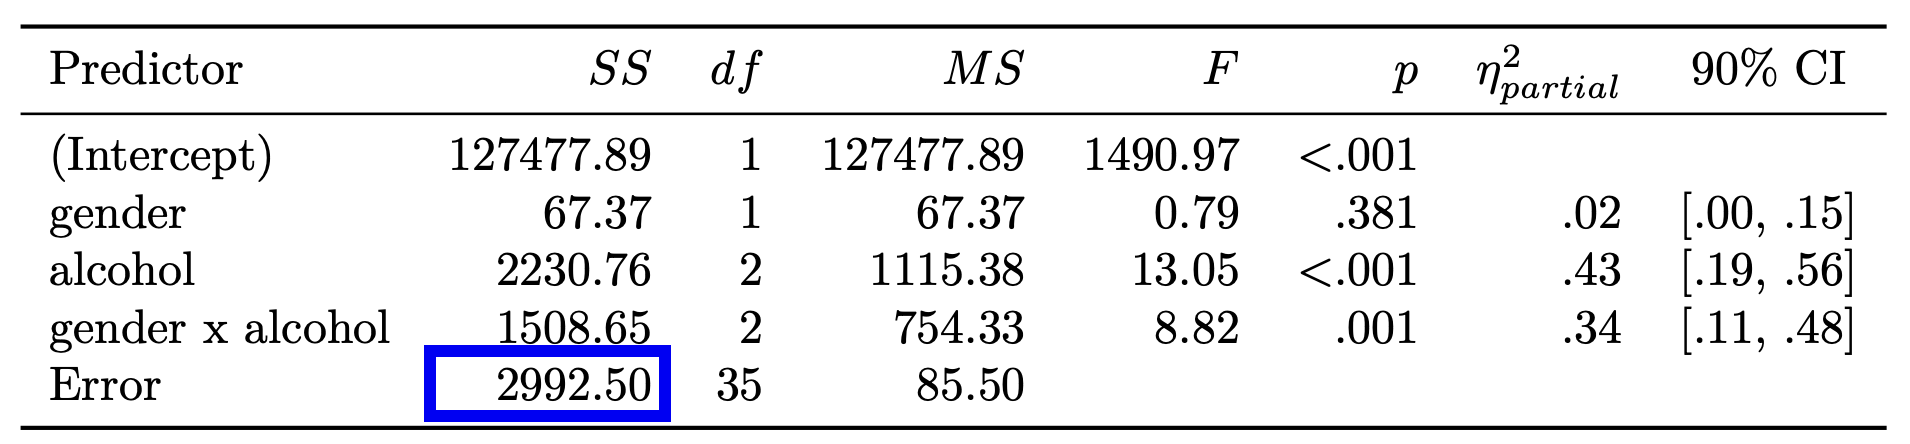 Predictor SS df MS F p η²partial 90% CI
(Intercept) 127477.89 1 127477.89 1490.97 <.001
gender 67.37 1 67.37 0.79 .381 .02 [.00, .15]
alcohol 2230.76 2 1115.38 13.05 <.001 .43 [.19, .56]
gender x alcohol 1508.65 2 754.33 8.82 .001 .34 [.11, .48]
Error 2992.50 35 85.50